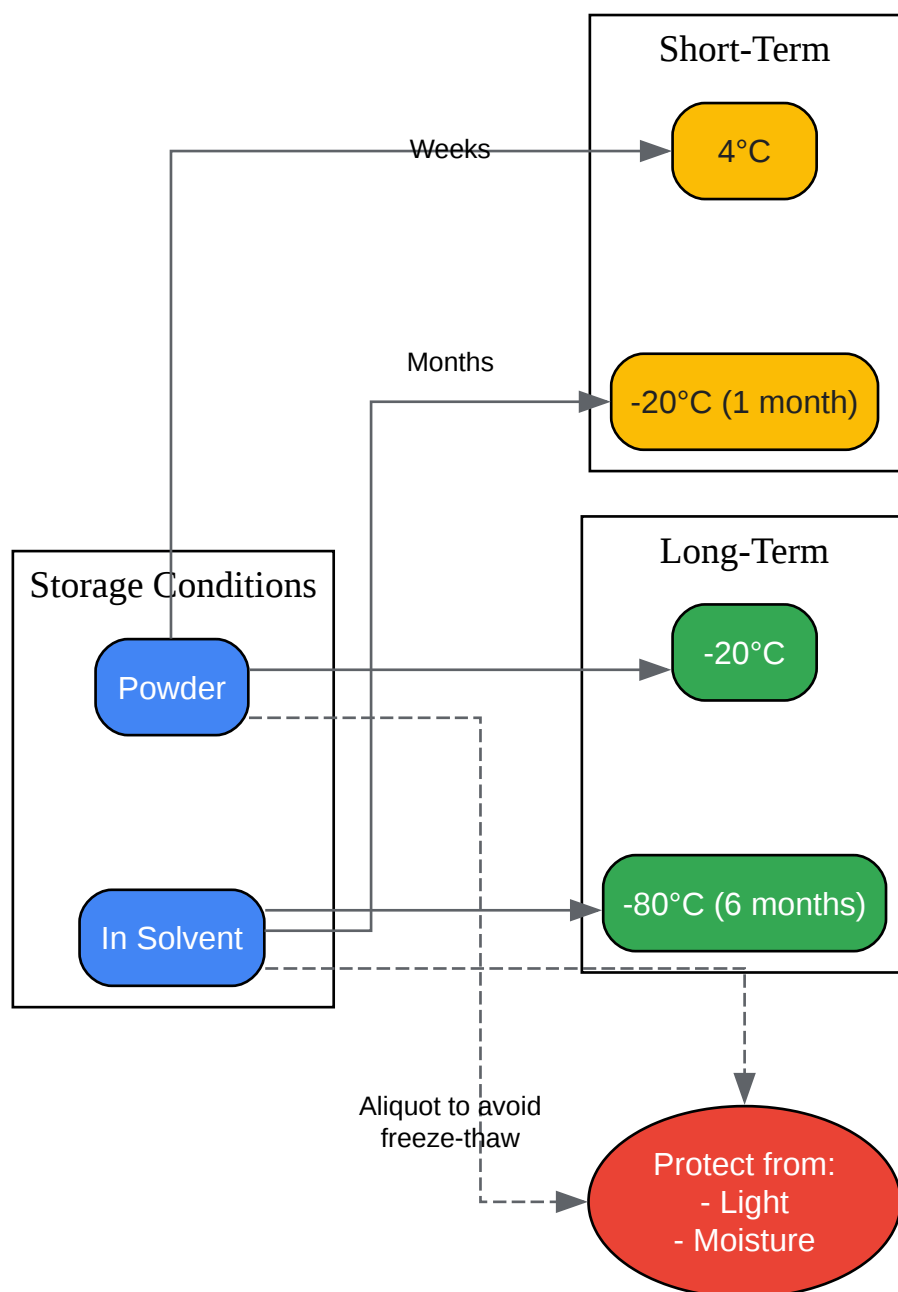 Short-Term
Weeks
4°C
Months
-20°C (1 month)
Long-Term
Storage Conditions
-20°C
Powder
-80°C (6 months)
In Solvent
Aliquot to avoid
freeze-thaw
Protect from:
- Light
- Moisture